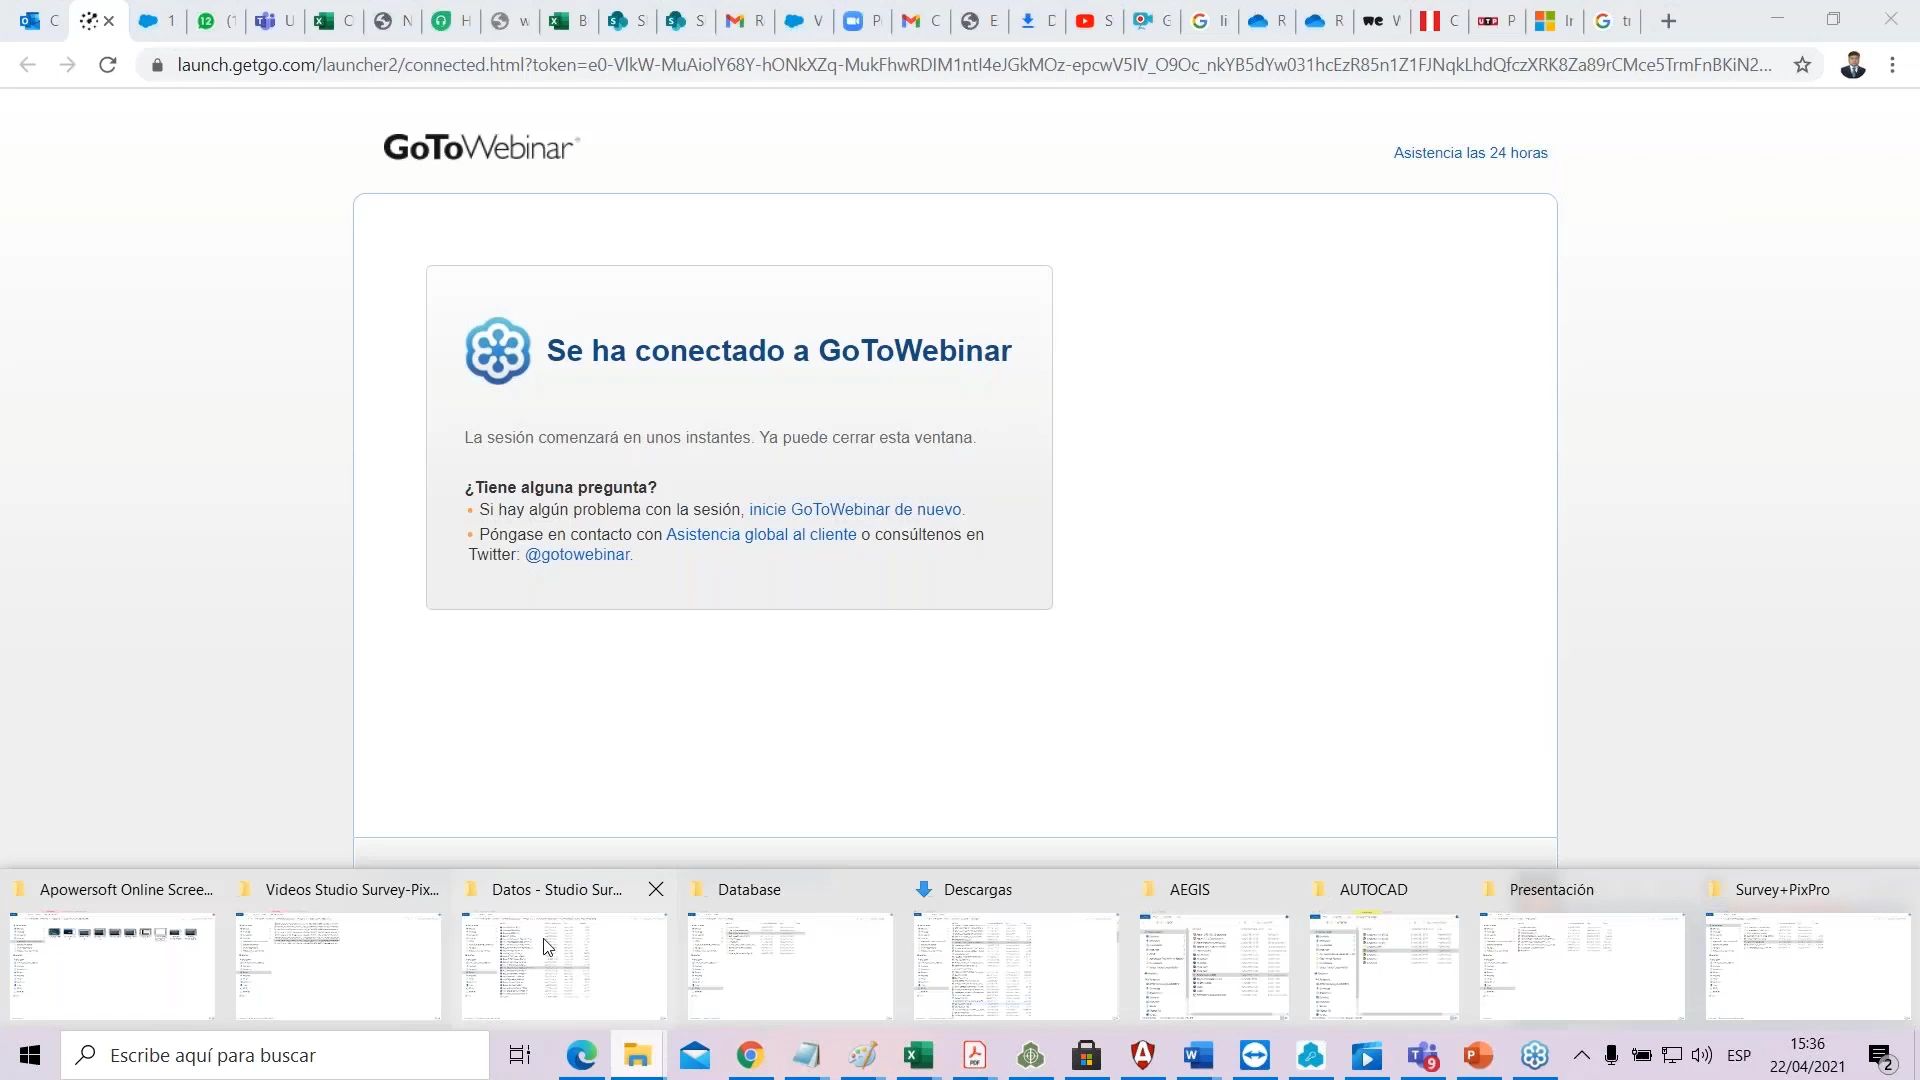 launch.getgo.com/launcher2/connected.html?token=e0-VlkW-MuAiolY68Y-hONkXZq-MukFhwRDIM1ntI4eJGkMOz-epcwV5IV_O9Oc_nkYB5dYw031hcEzR85n1Z1FJNqkLhdQfczXRK8Za89rCMce5TrmFnBKiN2...
GoToWebinar
Asistencia las 24 horas
Se ha conectado a GoToWebinar
La sesión comenzará en unos instantes. Ya puede cerrar esta ventana.
¿Tiene alguna pregunta?
• Si hay algún problema con la sesión, inicie GoToWebinar de nuevo.
• Póngase en contacto con Asistencia global al cliente o consúltenos en
Twitter: @gotowebinar.
Apowersoft Online Scree... Videos Studio Survey-Pix... Datos - Studio Sur... Database Descargas AEGIS AUTOCAD Presentación Survey+PixPro
Escribe aquí para buscar
ESP
15:36
22/04/2021
9
2